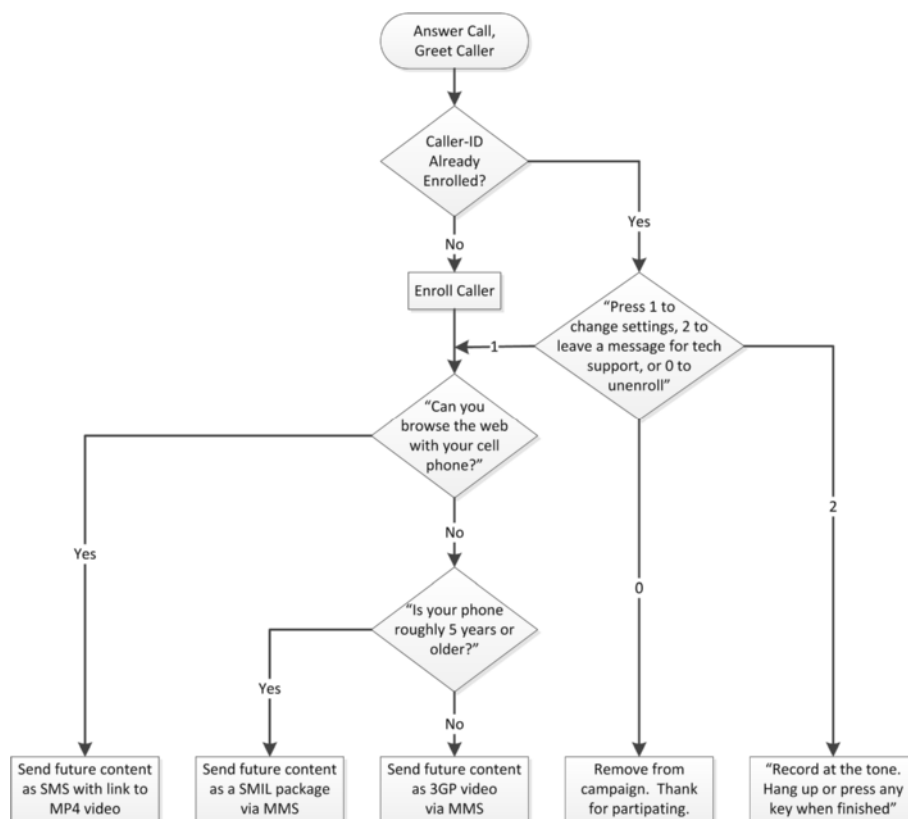 Answer Call,
Greet Caller
Caller-ID
Already
Enrolled?
Yes
No
Enroll Caller
“Press 1 to
change settings, 2 to
leave a message for tech
support, or 0 to
unenroll”
1
“Can you
browse the web
with your cell
phone?”
2
No
Yes
0
“Is your phone
roughly 5 years or
older?”
Yes
No
Send future content
as SMS with link to
MP4 video
Send future content
as a SMIL package
via MMS
Send future content
as 3GP video
via MMS
Remove from
campaign. Thank
for partipating.
“Record at the tone.
Hang up or press any
key when finished”